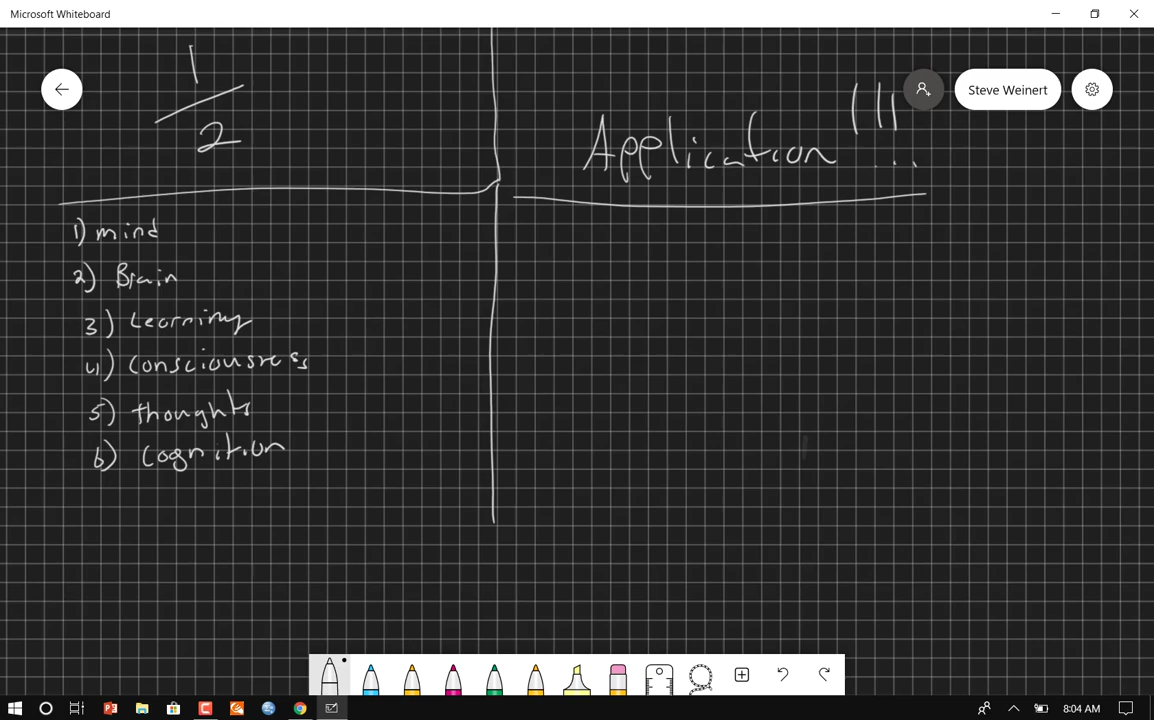 Microsoft Whiteboard
1
2
Application !!!
Steve Weinert
1) mind
2) Brain
3) Learning
4) Consciousness
5) thoughts
6) Cognition
8:04 AM